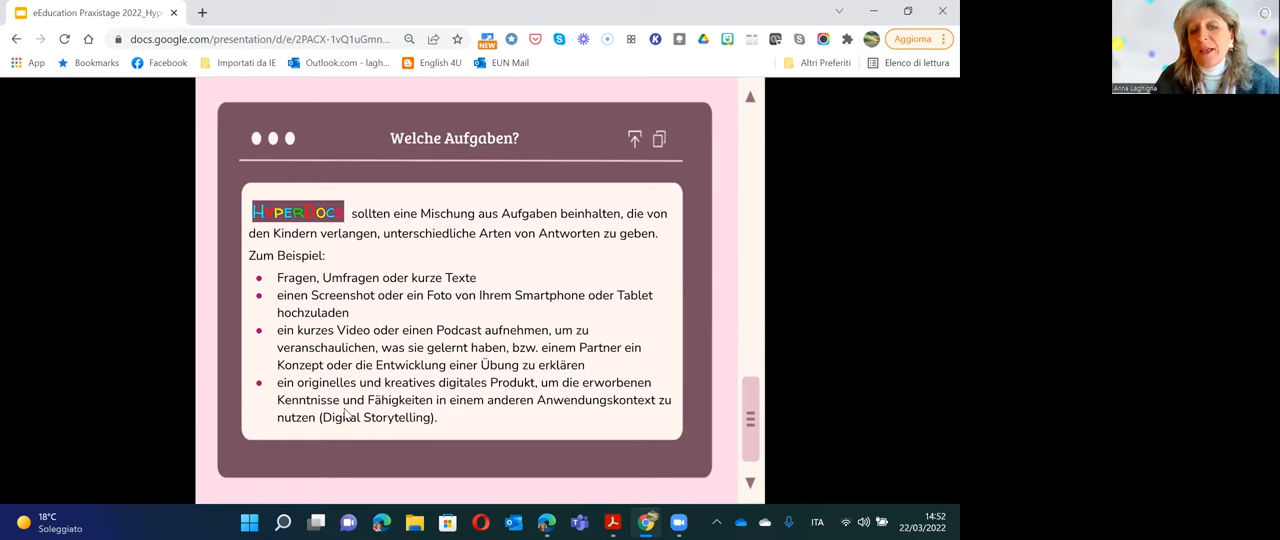 eEducation Praxistage 2022_Hype
docs.google.com/presentation/d/e/2PACX-1vQ1uGmn...
NEW
Aggiorna
App
Bookmarks
Facebook
Importati da IE
Outlook.com - lagh...
English 4U
EUN Mail
Altri Preferiti
Elenco di lettura
Anna Laghigna
Welche Aufgaben?
HYPERDOCS sollten eine Mischung aus Aufgaben beinhalten, die von
den Kindern verlangen, unterschiedliche Arten von Antworten zu geben.
Zum Beispiel:
● Fragen, Umfragen oder kurze Texte
● einen Screenshot oder ein Foto von Ihrem Smartphone oder Tablet
hochzuladen
● ein kurzes Video oder einen Podcast aufnehmen, um zu
veranschaulichen, was sie gelernt haben, bzw. einem Partner ein
Konzept oder die Entwicklung einer Übung zu erklären
● ein originelles und kreatives digitales Produkt, um die erworbenen
Kenntnisse und Fähigkeiten in einem anderen Anwendungskontext zu
nutzen (Digital Storytelling).
18°C
Soleggiato
ITA
14:52
22/03/2022